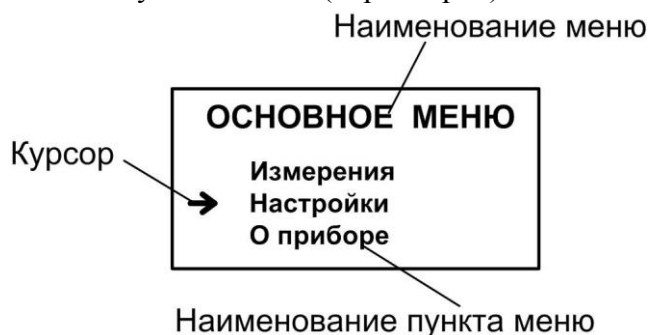 Наименование меню
ОСНОВНОЕ МЕНЮ
Курсор
Измерения
Настройки
О приборе
Наименование пункта меню